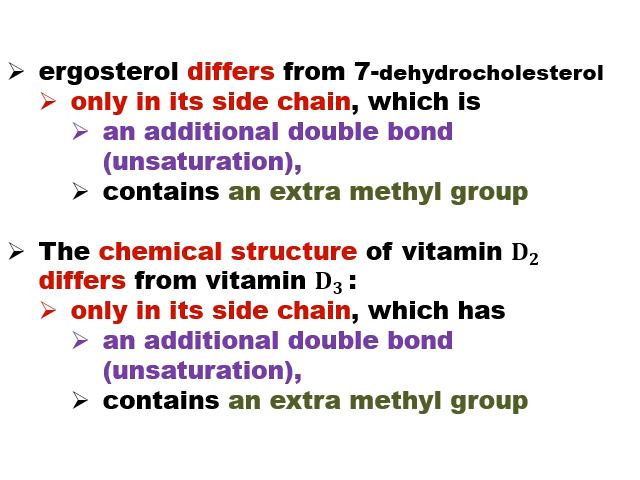 ➢ ergosterol differs from 7-dehydrocholesterol
➢ only in its side chain, which is
➢ an additional double bond
(unsaturation),
➢ contains an extra methyl group
➢ The chemical structure of vitamin D₂
differs from vitamin D₃ :
➢ only in its side chain, which has
➢ an additional double bond
(unsaturation),
➢ contains an extra methyl group